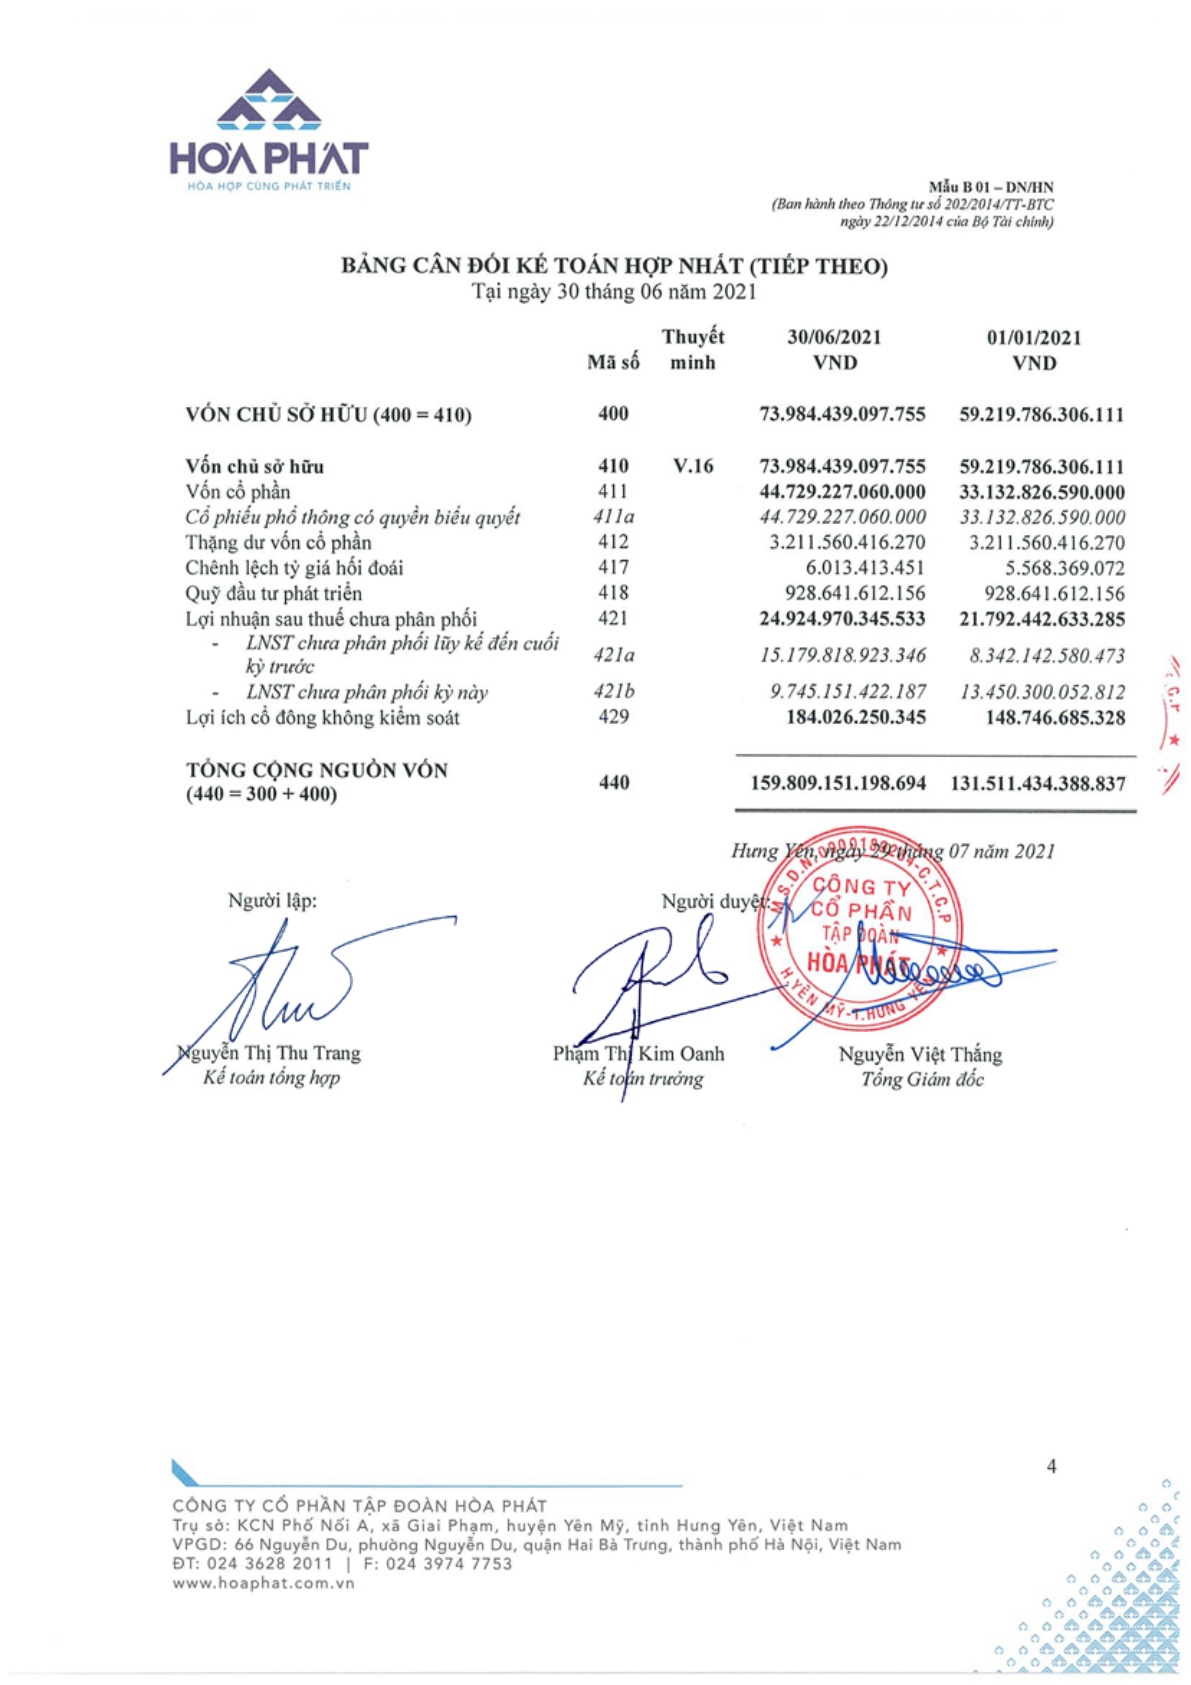 HÒA PHÁT
HÒA HỢP CÙNG PHÁT TRIỂN
Mẫu B 01 – DN/HN
(Ban hành theo Thông tư số 202/2014/TT-BTC
ngày 22/12/2014 của Bộ Tài chính)
BẢNG CÂN ĐỐI KẾ TOÁN HỢP NHẤT (TIẾP THEO)
Tại ngày 30 tháng 06 năm 2021
Mã số Thuyết minh 30/06/2021 VND 01/01/2021 VND
VỐN CHỦ SỞ HỮU (400 = 410) 400 73.984.439.097.755 59.219.786.306.111
Vốn chủ sở hữu 410 V.16 73.984.439.097.755 59.219.786.306.111
Vốn cổ phần 411 44.729.227.060.000 33.132.826.590.000
Cổ phiếu phổ thông có quyền biểu quyết 411a 44.729.227.060.000 33.132.826.590.000
Thặng dư vốn cổ phần 412 3.211.560.416.270 3.211.560.416.270
Chênh lệch tỷ giá hối đoái 417 6.013.413.451 5.568.369.072
Quỹ đầu tư phát triển 418 928.641.612.156 928.641.612.156
Lợi nhuận sau thuế chưa phân phối 421 24.924.970.345.533 21.792.442.633.285
- LNST chưa phân phối lũy kế đến cuối
kỳ trước 421a 15.179.818.923.346 8.342.142.580.473
- LNST chưa phân phối kỳ này 421b 9.745.151.422.187 13.450.300.052.812
Lợi ích cổ đông không kiểm soát 429 184.026.250.345 148.746.685.328
TỔNG CỘNG NGUỒN VỐN
(440 = 300 + 400) 440 159.809.151.198.694 131.511.434.388.837
Hưng Yên, ngày 29 tháng 07 năm 2021
Người lập: Người duyệt:
CÔNG TY
CỔ PHẦN
TẬP ĐOÀN
HÒA PHÁT
H.YÊN MỸ-T.HƯNG YÊN
Nguyễn Thị Thu Trang Phạm Thị Kim Oanh Nguyễn Việt Thắng
Kế toán tổng hợp Kế toán trưởng Tổng Giám đốc
4
CÔNG TY CỔ PHẦN TẬP ĐOÀN HÒA PHÁT
Trụ sở: KCN Phố Nối A, xã Giai Phạm, huyện Yên Mỹ, tỉnh Hưng Yên, Việt Nam
VPGD: 66 Nguyễn Du, phường Nguyễn Du, quận Hai Bà Trưng, thành phố Hà Nội, Việt Nam
ĐT: 024 3628 2011 | F: 024 3974 7753
www.hoaphat.com.vn